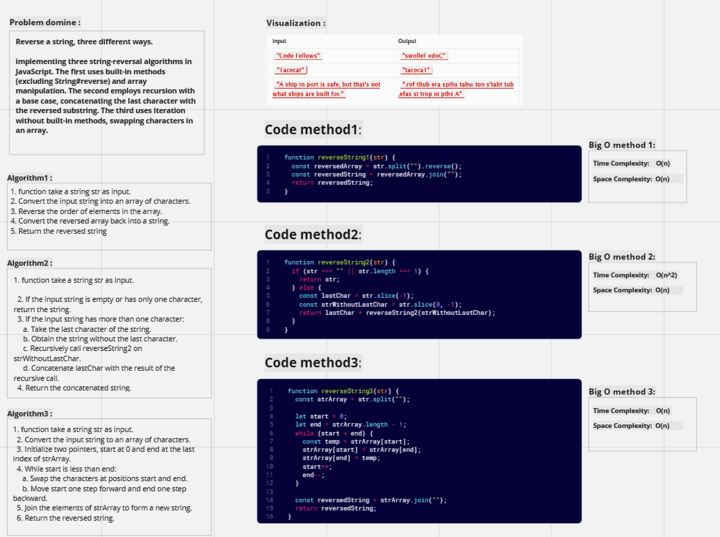 Problem domine :
Reverse a string, three different ways.
implementing three string-reversal algorithms in
JavaScript. The first uses built-in methods
(excluding String#reverse) and array
manipulation. The second employs recursion with
a base case, concatenating the last character with
the reversed substring. The third uses iteration
without built-in methods, swapping characters in
an array.
Visualization :
Input Output
"Code Fellows" "swolleF edoC"
"Tacocat" "tacocaT"
"A ship in port is safe, but that's not
what ships are built for."
".rof tliub era spihs tahw ton s'taht tub
,efas si trop ni pihs A"
Algorithm1 :
1. function take a string str as input.
2. Convert the input string into an array of characters.
3. Reverse the order of elements in the array.
4. Convert the reversed array back into a string.
5. Return the reversed string
Code method1:
1 function reverseString1(str) {
2 const reversedArray = str.split("").reverse();
3 const reversedString = reversedArray.join("");
4 return reversedString;
5 }
Big O method 1:
Time Complexity: O(n)
Space Complexity: O(n)
Algorithm2 :
1. function take a string str as input.
2. If the input string is empty or has only one character,
return the string.
3. If the input string has more than one character:
a. Take the last character of the string.
b. Obtain the string without the last character.
c. Recursively call reverseString2 on
strWithoutLastChar.
d. Concatenate lastChar with the result of the
recursive call.
4. Return the concatenated string.
Code method2:
1 function reverseString2(str) {
2 if (str === "" || str.length === 1) {
3 return str;
4 } else {
5 const lastChar = str.slice(-1);
6 const strWithoutLastChar = str.slice(0, -1);
7 return lastChar + reverseString2(strWithoutLastChar);
8 }
9 }
Big O method 2:
Time Complexity: O(n^2)
Space Complexity: O(n)
Algorithm3 :
1. function take a string str as input.
2. Convert the input string to an array of characters.
3. Initialize two pointers, start at 0 and end at the last
index of strArray.
4. While start is less than end:
a. Swap the characters at positions start and end.
b. Move start one step forward and end one step
backward.
5. Join the elements of strArray to form a new string.
6. Return the reversed string.
Code method3:
1 function reverseString3(str) {
2 const strArray = str.split("");
3
4 let start = 0;
5 let end = strArray.length - 1;
6 while (start < end) {
7 const temp = strArray[start];
8 strArray[start] = strArray[end];
9 strArray[end] = temp;
10 start++;
11 end--;
12 }
13
14 const reversedString = strArray.join("");
15 return reversedString;
16 }
Big O method 3:
Time Complexity: O(n)
Space Complexity: O(n)